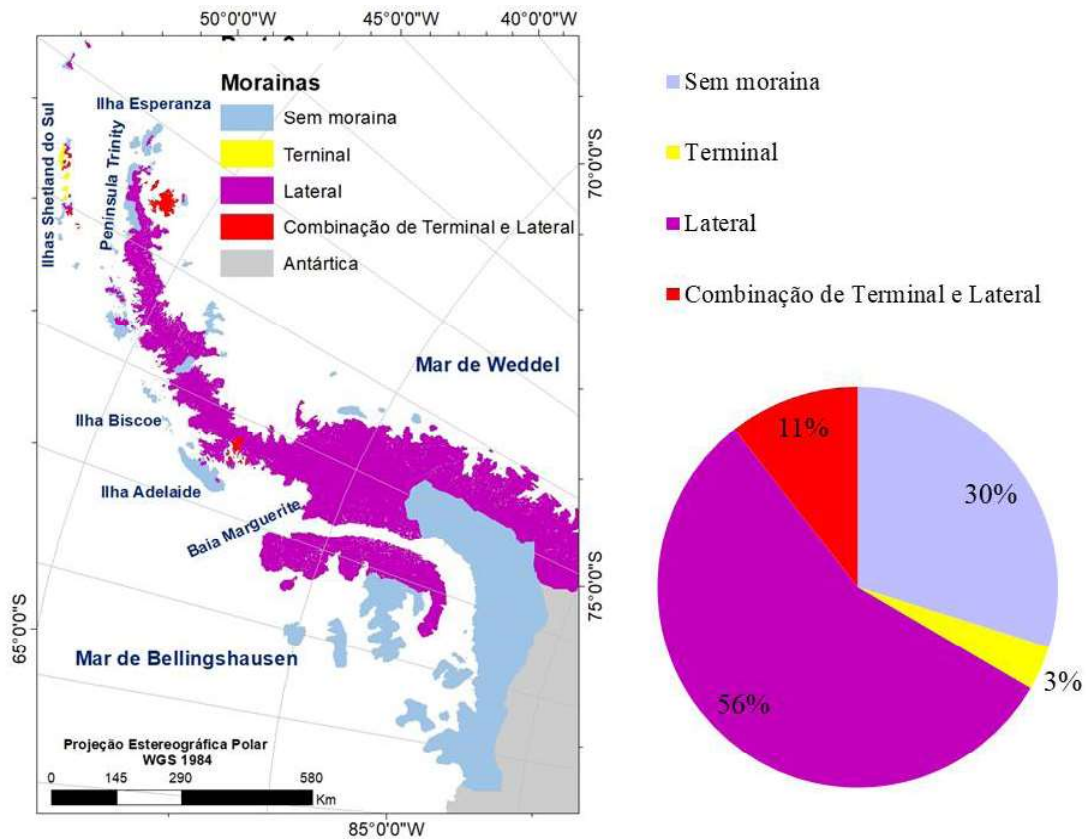 50°0'0"W
45°0'0"W
40°0'0"W
Morainas
Sem moraina
Terninal
Lateral
Combinação de Terminal e Lateral
Antártica
Ilha Esperanza
Ilhas Shetland do Sul
Peninsula Trinity
70°0'0"S
Mar de Weddel
Ilha Biscoe
Ilha Adelaide
Baia Marguerite
75°0'0"S
65°0'0"S
Mar de Bellingshausen
Projeção Estereográfica Polar
WGS 1984
0 145 290 580
Km
85°0'0"W
Sem moraina
Terminal
Lateral
Combinação de Terminal e Lateral
11%
30%
3%
56%